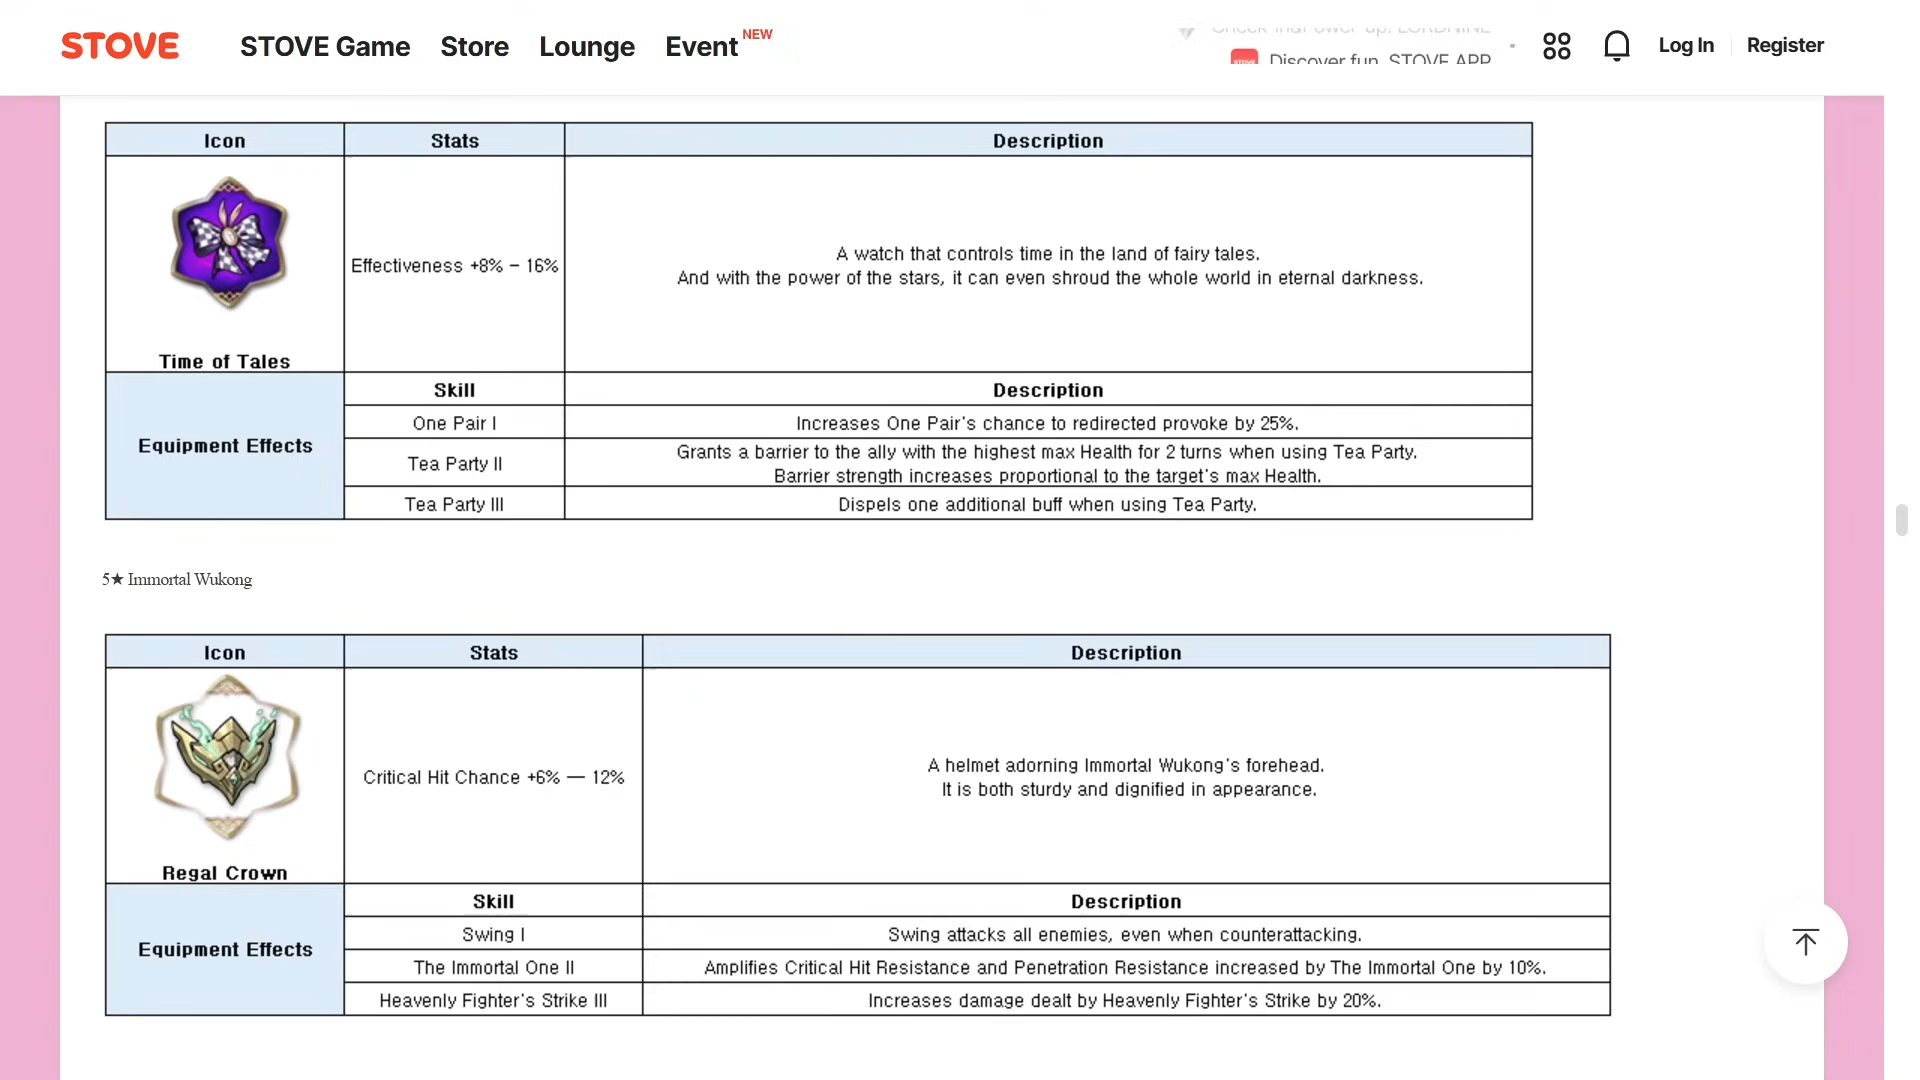 STOVE
STOVE Game
Store
Lounge
Event
NEW
Check that Power up! LORDNINE
Discover fun, STOVE APP
Log In
Register
Icon
Stats
Description
Time of Tales
Effectiveness +8% – 16%
A watch that controls time in the land of fairy tales.
And with the power of the stars, it can even shroud the whole world in eternal darkness.
Equipment Effects
Skill
Description
One Pair I
Increases One Pair's chance to redirected provoke by 25%.
Tea Party II
Grants a barrier to the ally with the highest max Health for 2 turns when using Tea Party.
Barrier strength increases proportional to the target's max Health.
Tea Party III
Dispels one additional buff when using Tea Party.
5★ Immortal Wukong
Icon
Stats
Description
Regal Crown
Critical Hit Chance +6% — 12%
A helmet adorning Immortal Wukong's forehead.
It is both sturdy and dignified in appearance.
Equipment Effects
Skill
Description
Swing I
Swing attacks all enemies, even when counterattacking.
The Immortal One II
Amplifies Critical Hit Resistance and Penetration Resistance increased by The Immortal One by 10%.
Heavenly Fighter's Strike III
Increases damage dealt by Heavenly Fighter's Strike by 20%.